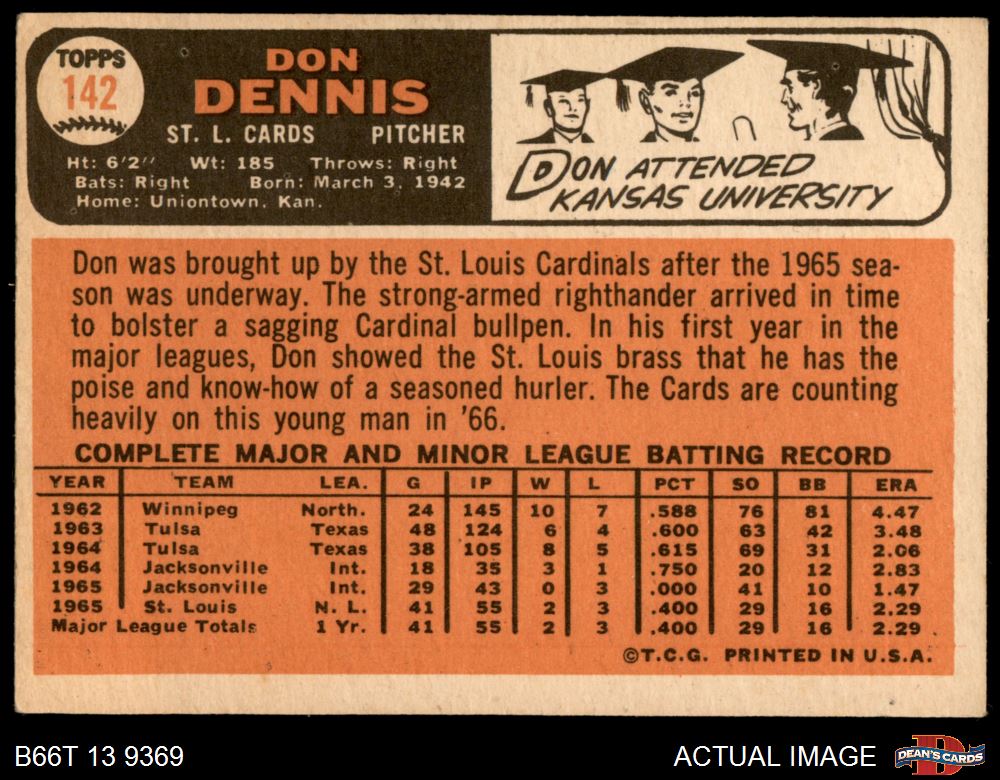 TOPPS
142
DON
DENNIS
ST. L. CARDS PITCHER
Ht: 6'2" Wt: 185 Throws: Right
Bats: Right Born: March 3, 1942
Home: Uniontown, Kan.
DON ATTENDED
KANSAS UNIVERSITY
Don was brought up by the St. Louis Cardinals after the 1965 sea-
son was underway. The strong-armed righthander arrived in time
to bolster a sagging Cardinal bullpen. In his first year in the
major leagues, Don showed the St. Louis brass that he has the
poise and know-how of a seasoned hurler. The Cards are counting
heavily on this young man in '66.
COMPLETE MAJOR AND MINOR LEAGUE BATTING RECORD
YEAR TEAM LEA. G IP W L PCT SO BB ERA
1962 Winnipeg North. 24 145 10 7 .588 76 81 4.47
1963 Tulsa Texas 48 124 6 4 .600 63 42 3.48
1964 Tulsa Texas 38 105 8 5 .615 69 31 2.06
1964 Jacksonville Int. 18 35 3 1 .750 20 12 2.83
1965 Jacksonville Int. 29 43 0 3 .000 41 10 1.47
1965 St. Louis N. L. 41 55 2 3 .400 29 16 2.29
Major League Totals 1 Yr. 41 55 2 3 .400 29 16 2.29
©T.C.G. PRINTED IN U.S.A.
B66T 13 9369 ACTUAL IMAGE DEAN'S CARDS